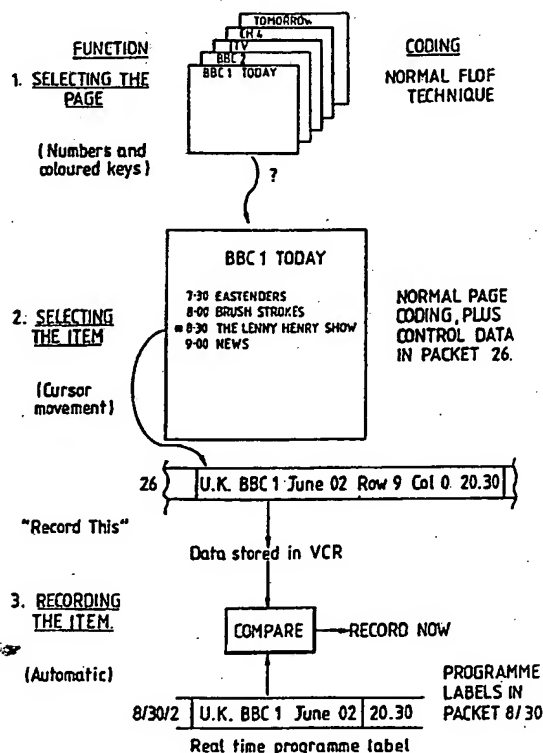 TOMORROW
CH 4
ITV
BBC 2
BBC 1 TODAY
FUNCTION
CODING
1. SELECTING THE
PAGE
NORMAL FLOF
TECHNIQUE
(Numbers and
coloured keys)
?
BBC 1 TODAY
7·30 EASTENDERS
8·00 BRUSH STROKES
8·30 THE LENNY HENRY SHOW
9·00 NEWS
2. SELECTING
THE ITEM
NORMAL PAGE
CODING, PLUS
CONTROL DATA
IN PACKET 26.
(Cursor
movement)
26 U.K. BBC 1 June 02 Row 9 Col 0 20.30
"Record This"
Data stored in VCR
3. RECORDING
THE ITEM.
COMPARE RECORD NOW
(Automatic)
PROGRAMME
LABELS IN
PACKET 8/30
8/30/2 U.K. BBC 1 June 02 20.30
Real time programme label